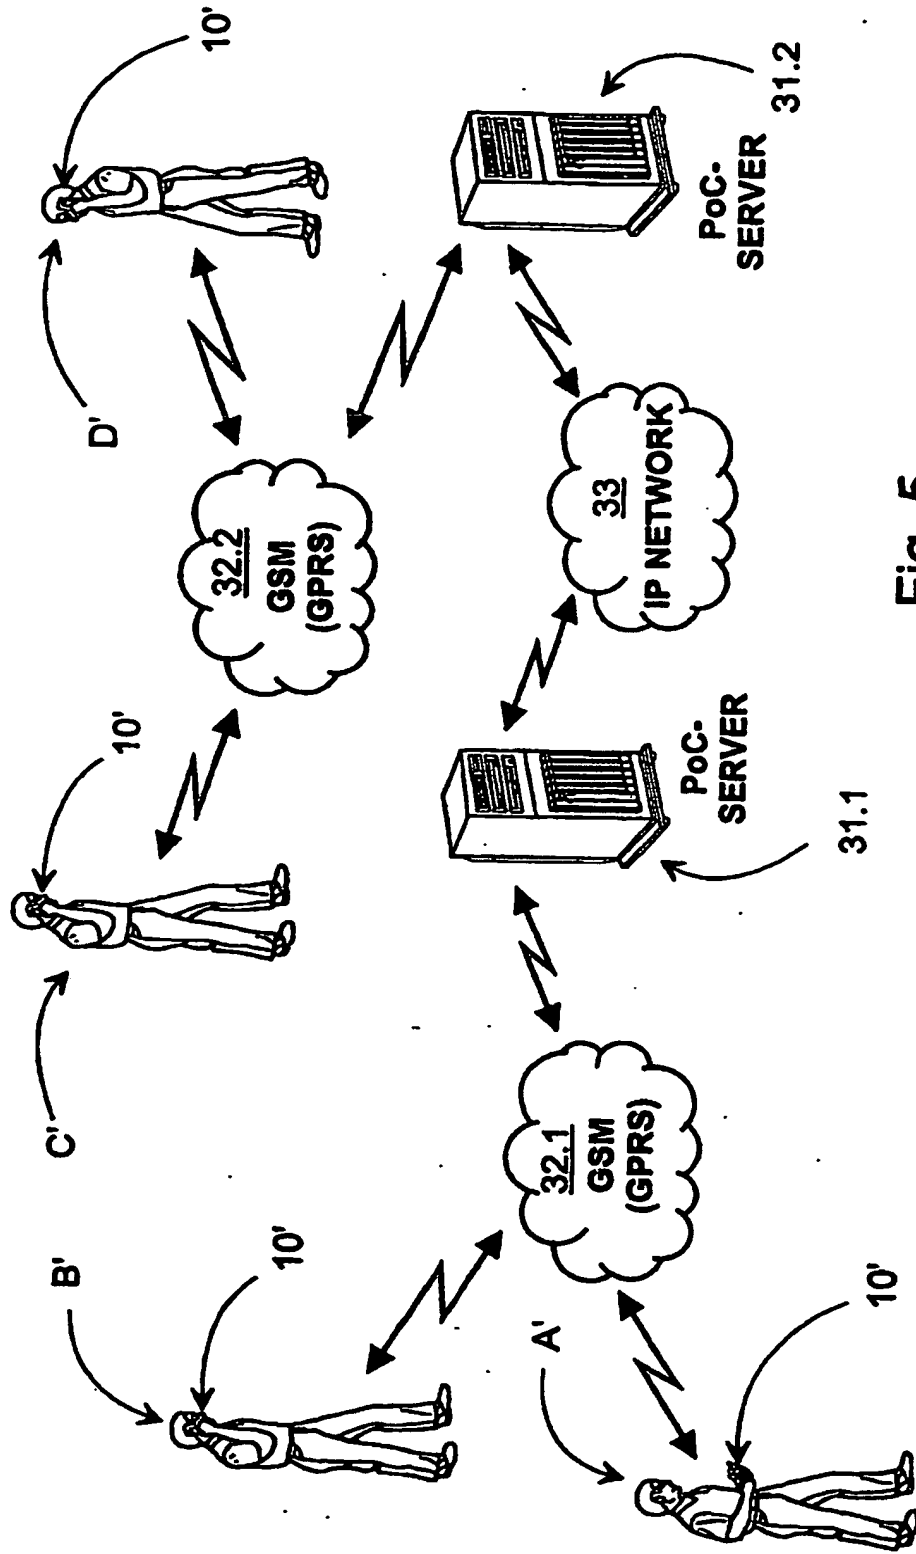 B'
C'
D'
10'
10'
10'
32.2
GSM
(GPRS)
A'
32.1
GSM
(GPRS)
33
IP NETWORK
PoC-
SERVER
PoC-
SERVER
31.2
31.1
10'
Fig. 5